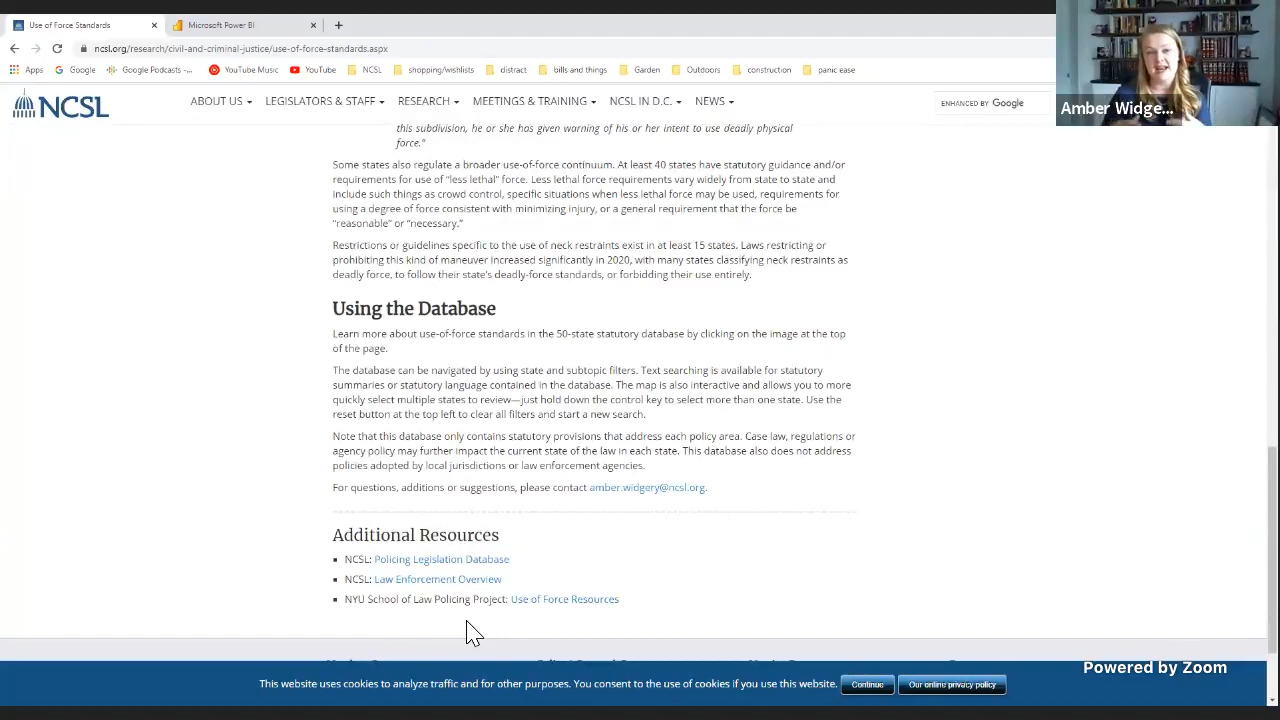 Use of Force Standards
Microsoft Power BI
ncsl.org/research/civil-and-criminal-justice/use-of-force-standards.aspx
Apps Google Google Podcasts -... YouTube Music YouTube NCSL shopping/wishlists distract bills and things Garden Outdoors construction panic ease
Amber Widge...
NCSL
ABOUT US LEGISLATORS & STAFF RESEARCH MEETINGS & TRAINING NCSL IN D.C. NEWS
ENHANCED BY Google
this subdivision, he or she has given warning of his or her intent to use deadly physical
force."
Some states also regulate a broader use-of-force continuum. At least 40 states have statutory guidance and/or
requirements for use of "less lethal" force. Less lethal force requirements vary widely from state to state and
include such things as crowd control, specific situations when less lethal force may be used, requirements for
using a degree of force consistent with minimizing injury, or a general requirement that the force be
"reasonable" or "necessary."
Restrictions or guidelines specific to the use of neck restraints exist in at least 15 states. Laws restricting or
prohibiting this kind of maneuver increased significantly in 2020, with many states classifying neck restraints as
deadly force, to follow their state's deadly-force standards, or forbidding their use entirely.
Using the Database
Learn more about use-of-force standards in the 50-state statutory database by clicking on the image at the top
of the page.
The database can be navigated by using state and subtopic filters. Text searching is available for statutory
summaries or statutory language contained in the database. The map is also interactive and allows you to more
quickly select multiple states to review—just hold down the control key to select more than one state. Use the
reset button at the top left to clear all filters and start a new search.
Note that this database only contains statutory provisions that address each policy area. Case law, regulations or
agency policy may further impact the current state of the law in each state. This database also does not address
policies adopted by local jurisdictions or law enforcement agencies.
For questions, additions or suggestions, please contact amber.widgery@ncsl.org.
Additional Resources
NCSL: Policing Legislation Database
NCSL: Law Enforcement Overview
NYU School of Law Policing Project: Use of Force Resources
Powered by Zoom
This website uses cookies to analyze traffic and for other purposes. You consent to the use of cookies if you use this website. Continue Our online privacy policy